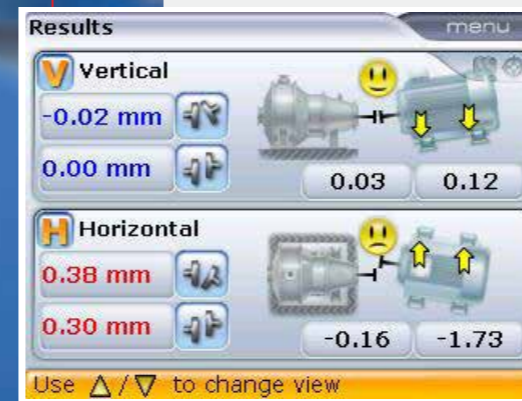 Results
menu
V Vertical
-0.02 mm
0.00 mm
0.03 0.12
H Horizontal
0.38 mm
0.30 mm
-0.16 -1.73
Use △/▽ to change view